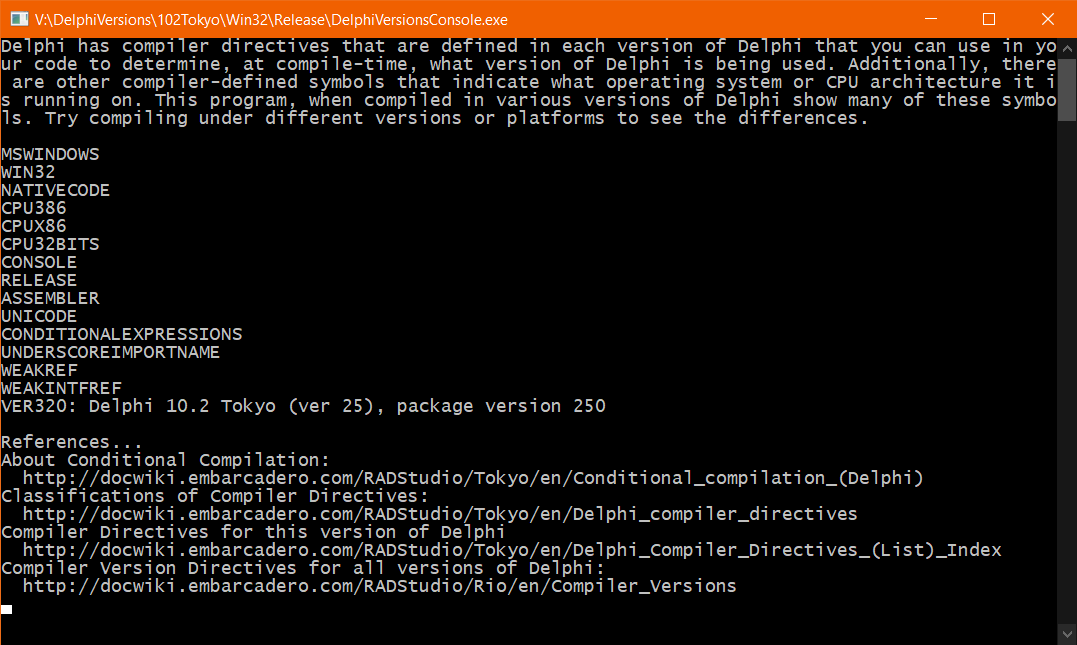 V:\DelphiVersions\102Tokyo\Win32\Release\DelphiVersionsConsole.exe
Delphi has compiler directives that are defined in each version of Delphi that you can use in yo
ur code to determine, at compile-time, what version of Delphi is being used. Additionally, there
 are other compiler-defined symbols that indicate what operating system or CPU architecture it i
s running on. This program, when compiled in various versions of Delphi show many of these symbo
ls. Try compiling under different versions or platforms to see the differences.

MSWINDOWS
WIN32
NATIVECODE
CPU386
CPUX86
CPU32BITS
CONSOLE
RELEASE
ASSEMBLER
UNICODE
CONDITIONALEXPRESSIONS
UNDERSCOREIMPORTNAME
WEAKREF
WEAKINTFREF
VER320: Delphi 10.2 Tokyo (ver 25), package version 250

References...
About Conditional Compilation:
  http://docwiki.embarcadero.com/RADStudio/Tokyo/en/Conditional_compilation_(Delphi)
Classifications of Compiler Directives:
  http://docwiki.embarcadero.com/RADStudio/Tokyo/en/Delphi_compiler_directives
Compiler Directives for this version of Delphi
  http://docwiki.embarcadero.com/RADStudio/Tokyo/en/Delphi_Compiler_Directives_(List)_Index
Compiler Version Directives for all versions of Delphi:
  http://docwiki.embarcadero.com/RADStudio/Rio/en/Compiler_Versions